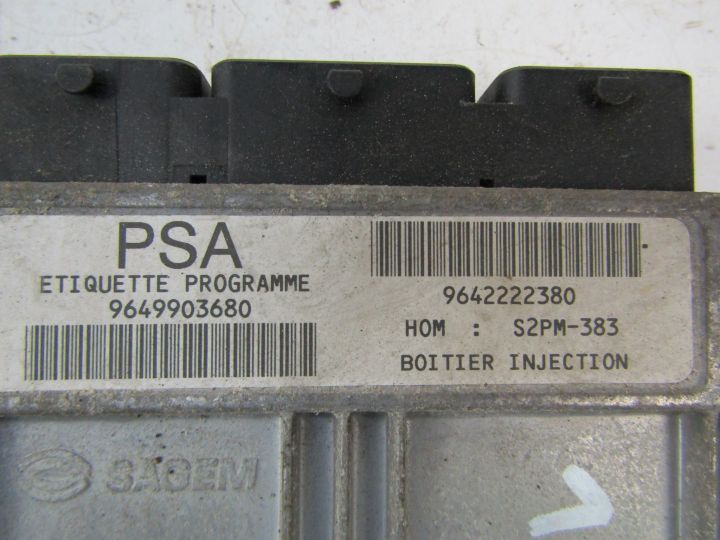 PSA
ETIQUETTE PROGRAMME
9649903680
9642222380
HOM : S2PM-383
BOITIER INJECTION
SAGEM